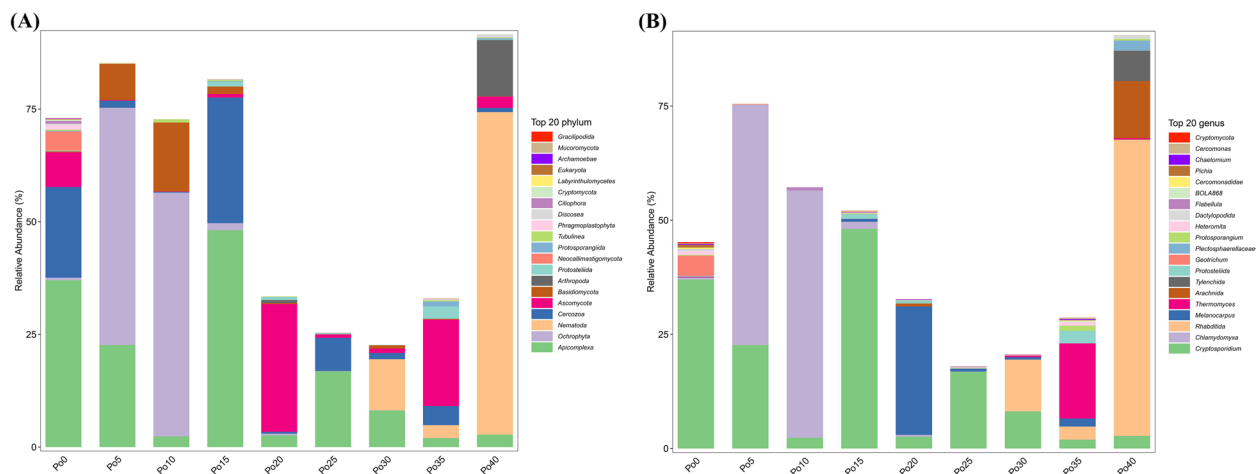 (A)
Relative Abundance (%)
75
50
25
0
Po0 Po5 Po10 Po15 Po20 Po25 Po30 Po35 Po40
Top 20 phylum
Gracilipodida
Mucoromycota
Archamoebae
Eukaryota
Labyrinthulomycetes
Cryptomycota
Ciliophora
Discosea
Phragmoplastophyta
Tubulinea
Protosporangiida
Neocallimastigomycota
Protosteliida
Arthropoda
Basidiomycota
Ascomycota
Cercozoa
Nematoda
Ochrophyta
Apicomplexa
(B)
Relative Abundance (%)
75
50
25
0
Po0 Po5 Po10 Po15 Po20 Po25 Po30 Po35 Po40
Top 20 genus
Cryptomycota
Cercomonas
Chaetomium
Pichia
Cercomonadidae
BOLA868
Flabellula
Dactylopodida
Heteromita
Protosporangium
Plectosphaerellaceae
Geotrichum
Protosteliida
Tylenchida
Arachnida
Thermomyces
Melanocarpus
Rhabditida
Chlamydomyxa
Cryptosporidium